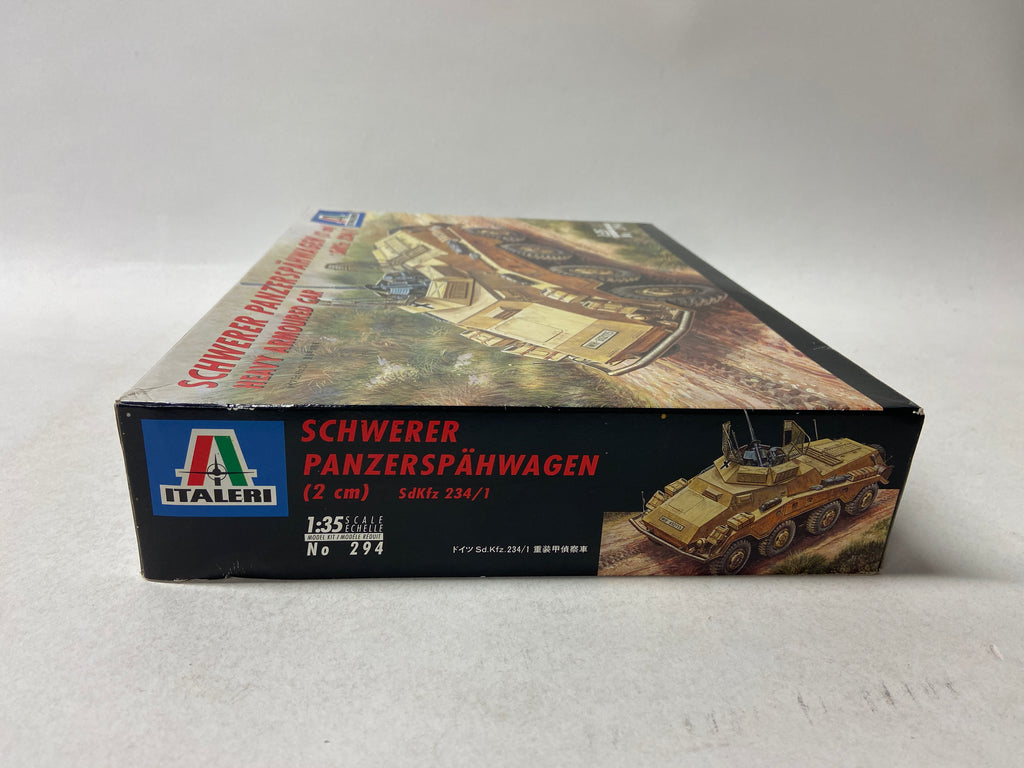 SCHWERER PANZERSPÄHWAGEN
HEAVY ARMOURED CAR
ITALERI
SCHWERER
PANZERSPÄHWAGEN
(2 cm) SdKfz 234/1
1:35 SCALE
ECHELLE
MODEL KIT/MODÈLE RÉDUIT
No 294
ドイツ Sd.Kfz.234/1 重装甲偵察車